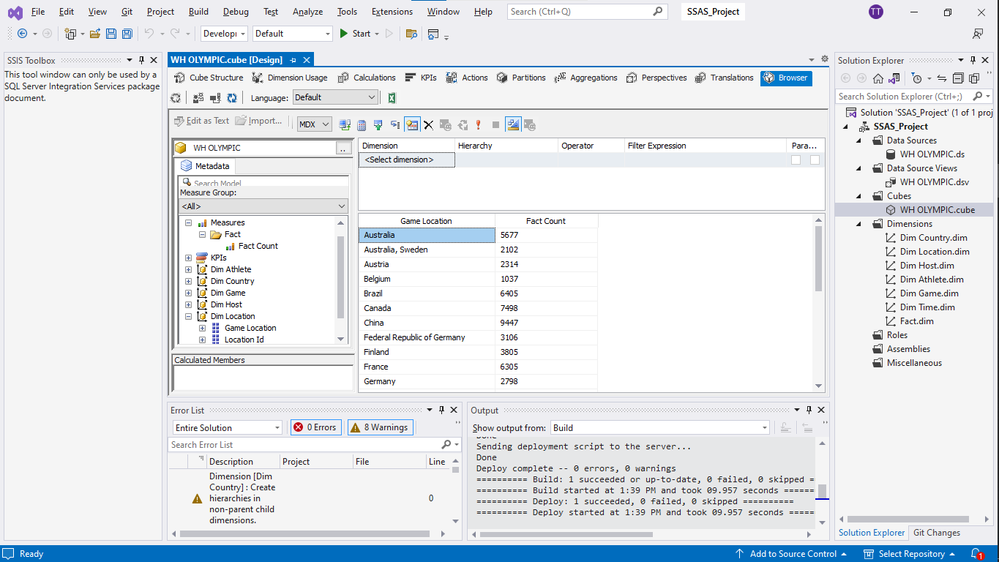 File Edit View Git Project Build Debug Test Analyze Tools Extensions Window Help Search (Ctrl+Q) SSAS_Project TT
Develop Default Start
SSIS Toolbox
This tool window can only be used by a
SQL Server Integration Services package
document.
WH OLYMPIC.cube [Design]
Cube Structure Dimension Usage Calculations KPIs Actions Partitions Aggregations Perspectives Translations Browser
Language: Default
Edit as Text Import... MDX
WH OLYMPIC ..
Metadata
Search Model
Measure Group:
<All>
Measures
Fact
Fact Count
KPIs
Dim Athlete
Dim Country
Dim Game
Dim Host
Dim Location
Game Location
Location Id
Calculated Members
Dimension Hierarchy Operator Filter Expression Para...
<Select dimension>
Game Location Fact Count
Australia 5677
Australia, Sweden 2102
Austria 2314
Belgium 1037
Brazil 6405
Canada 7498
China 9447
Federal Republic of Germany 3106
Finland 3805
France 6305
Germany 2798
Error List
Entire Solution 0 Errors 8 Warnings
Search Error List
Description Project File Line
Dimension [Dim
Country] : Create
hierarchies in
non-parent child
dimensions.
0
Output
Show output from: Build
Done
Sending deployment script to the server...
Done
Deploy complete -- 0 errors, 0 warnings
========== Build: 1 succeeded or up-to-date, 0 failed, 0 skipped =
========== Build started at 1:39 PM and took 09.957 seconds ======
========== Deploy: 1 succeeded, 0 failed, 0 skipped ==========
========== Deploy started at 1:39 PM and took 09.957 seconds =====
Solution Explorer
Search Solution Explorer (Ctrl+;)
Solution 'SSAS_Project' (1 of 1 proj
SSAS_Project
Data Sources
WH OLYMPIC.ds
Data Source Views
WH OLYMPIC.dsv
Cubes
WH OLYMPIC.cube
Dimensions
Dim Country.dim
Dim Location.dim
Dim Host.dim
Dim Athlete.dim
Dim Game.dim
Dim Time.dim
Fact.dim
Roles
Assemblies
Miscellaneous
Solution Explorer Git Changes
Ready Add to Source Control Select Repository 1